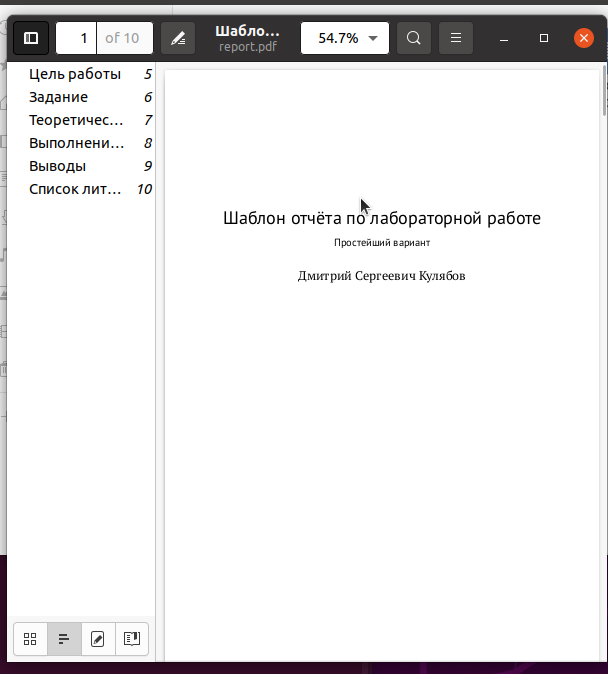 1 of 10
Шабло...
report.pdf
54.7%
Цель работы 5
Задание 6
Теоретичес... 7
Выполнени... 8
Выводы 9
Список лит... 10
Шаблон отчёта по лабораторной работе
Простейший вариант
Дмитрий Сергеевич Кулябов